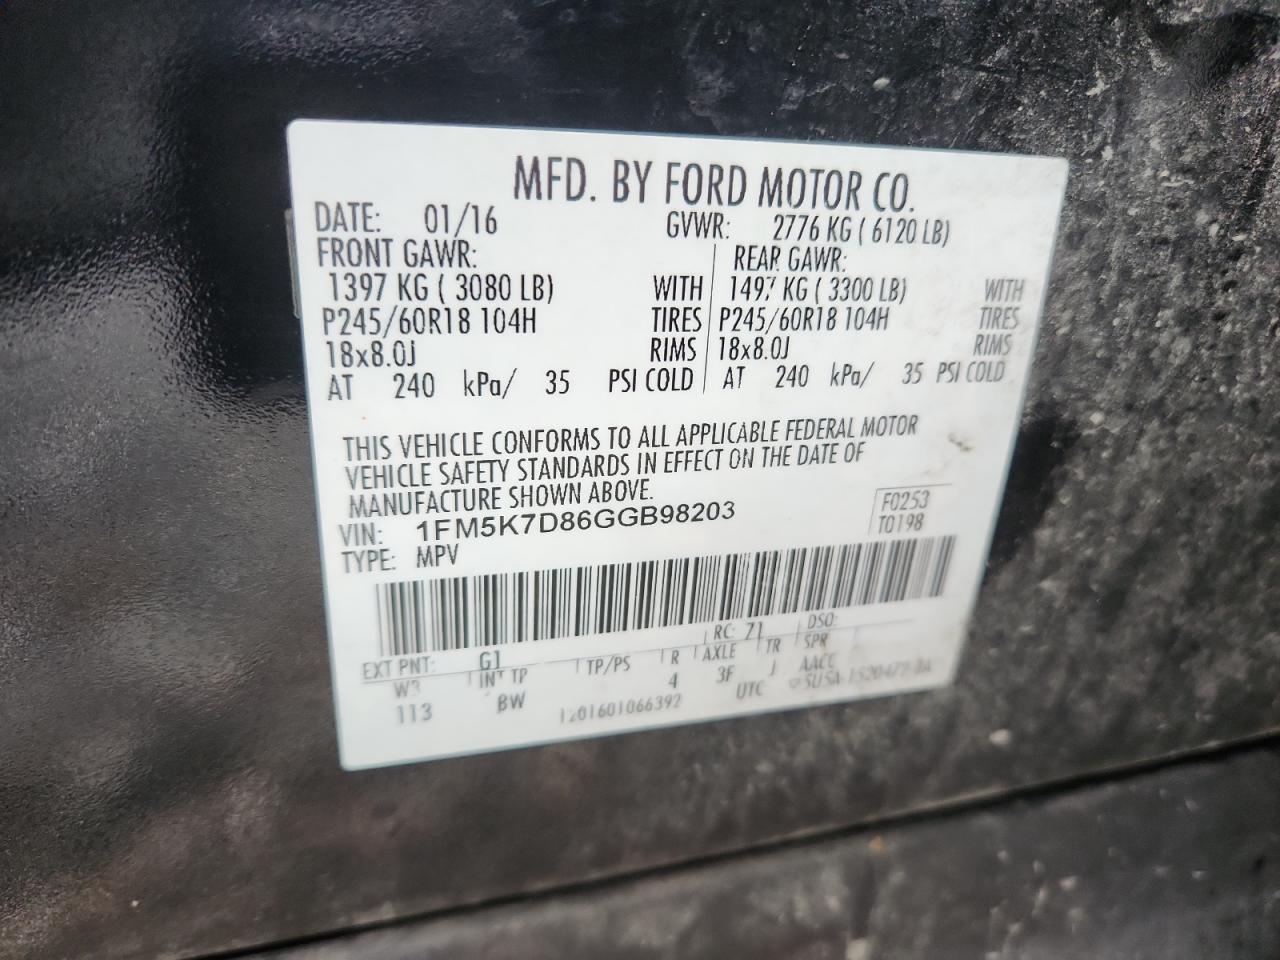 MFD. BY FORD MOTOR CO.
DATE: 01/16 GVWR: 2776 KG ( 6120 LB)
FRONT GAWR: REAR GAWR:
1397 KG ( 3080 LB) WITH 1497 KG ( 3300 LB) WITH
P245/60R18 104H TIRES P245/60R18 104H TIRES
18x8.0J RIMS 18x8.0J RIMS
AT 240 kPa/ 35 PSI COLD AT 240 kPa/ 35 PSI COLD
THIS VEHICLE CONFORMS TO ALL APPLICABLE FEDERAL MOTOR
VEHICLE SAFETY STANDARDS IN EFFECT ON THE DATE OF
MANUFACTURE SHOWN ABOVE.
VIN: 1FM5K7D86GGB98203 F0253
TYPE: MPV T0198
EXT PNT: G1 RC: 71 DSO:
W3 INT TP TP/PS R AXLE TR SPR
113 BW 4 3F J AACC
1201601066392 UTC